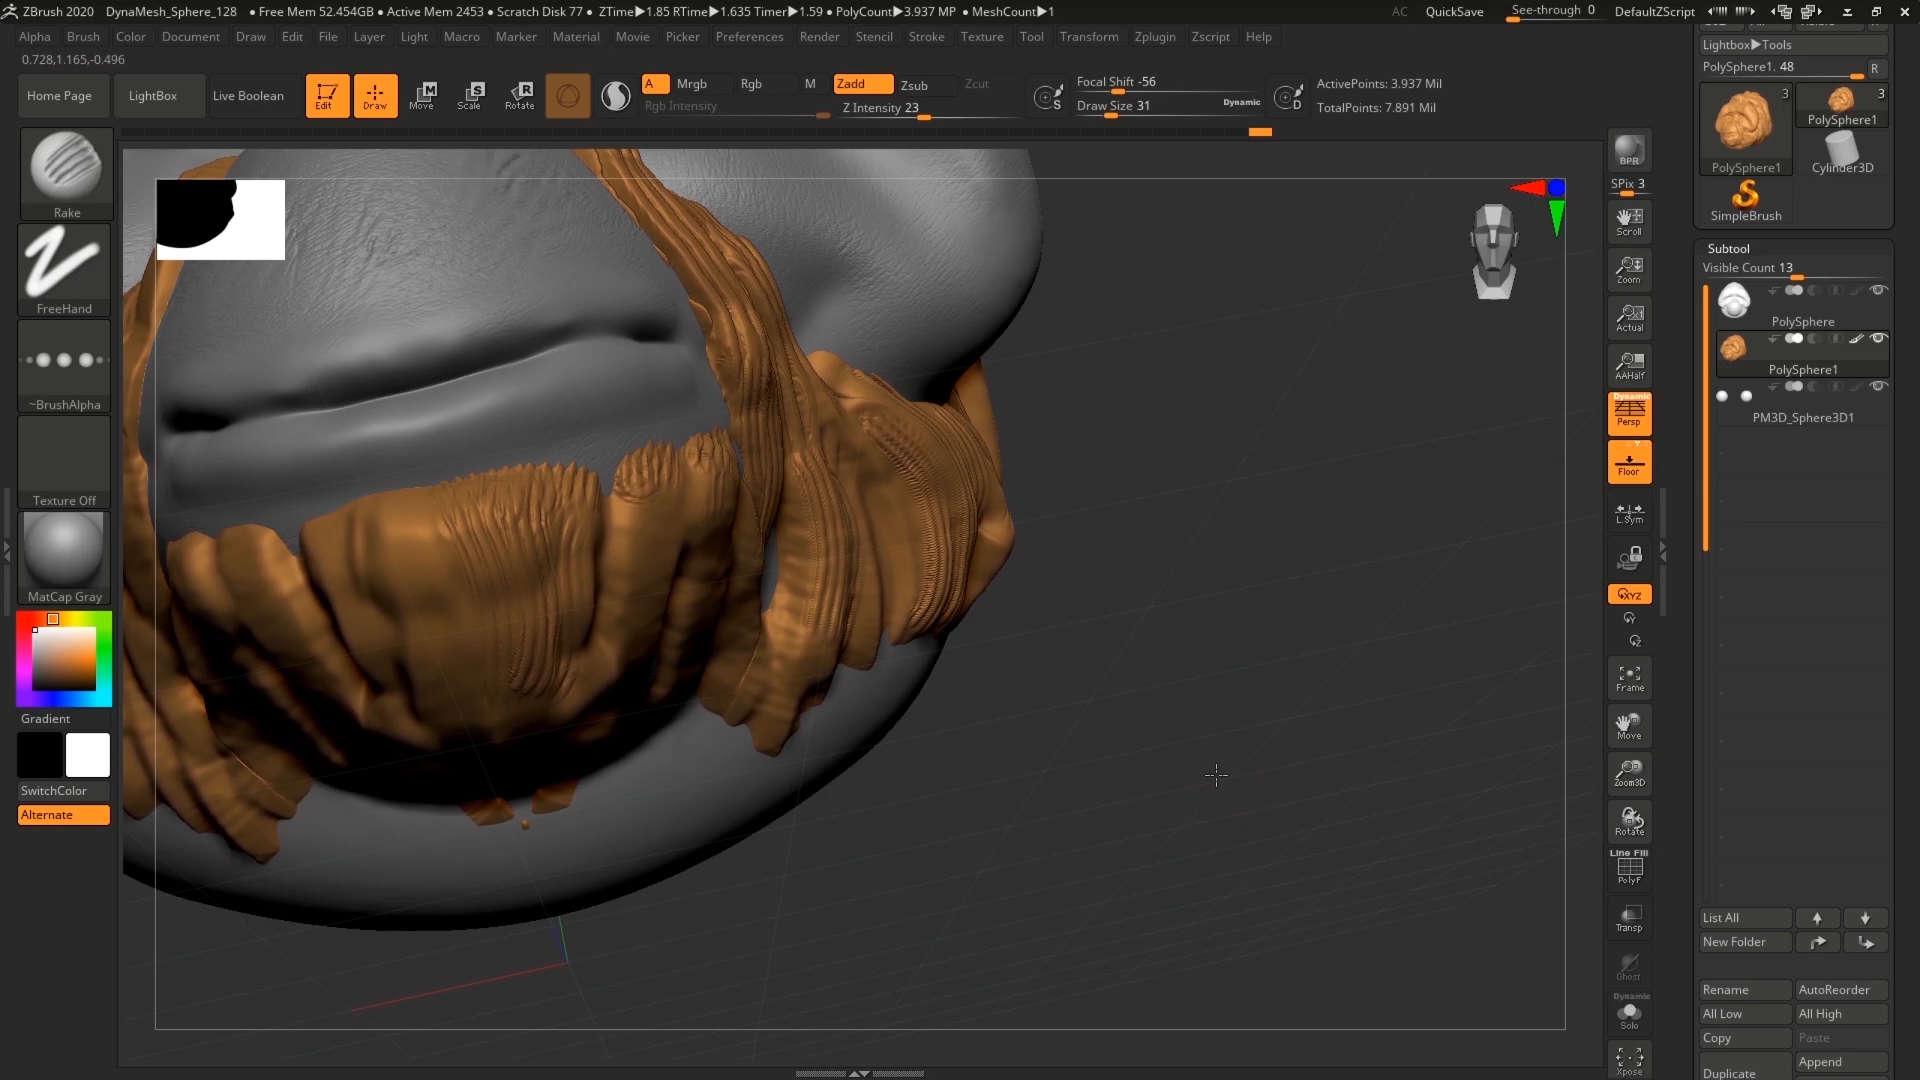 ZBrush 2020 DynaMesh_Sphere_128 • Free Mem 52.454GB • Active Mem 2453 • Scratch Disk 77 • ZTime▶1.85 RTime▶1.635 Timer▶1.59 • PolyCount▶3.937 MP • MeshCount▶1 AC QuickSave See-through 0 DefaultZScript
Alpha Brush Color Document Draw Edit File Layer Light Macro Marker Material Movie Picker Preferences Render Stencil Stroke Texture Tool Transform Zplugin Zscript Help
0.728,1.165,-0.496
Home Page LightBox Live Boolean Edit Draw Move Scale Rotate
A Mrgb Rgb M Zadd Zsub Zcut
Rgb Intensity Z Intensity 23
Focal Shift -56
Draw Size 31 Dynamic
ActivePoints: 3.937 Mil
TotalPoints: 7.891 Mil
Rake
FreeHand
~BrushAlpha
Texture Off
MatCap Gray
Gradient
SwitchColor
Alternate
BPR
SPix 3
Scroll
Zoom
Actual
AAHalf
Dynamic
Persp
Floor
L.Sym
XYZ
Frame
Move
Zoom3D
Rotate
Line Fill
PolyF
Transp
Ghost
Dynamic
Solo
Xpose
Lightbox▶Tools
PolySphere1. 48 R
3 3
PolySphere1
PolySphere1 Cylinder3D
SimpleBrush
Subtool
Visible Count 13
PolySphere
PolySphere1
PM3D_Sphere3D1
List All
New Folder
Rename AutoReorder
All Low All High
Copy Paste
Duplicate Append